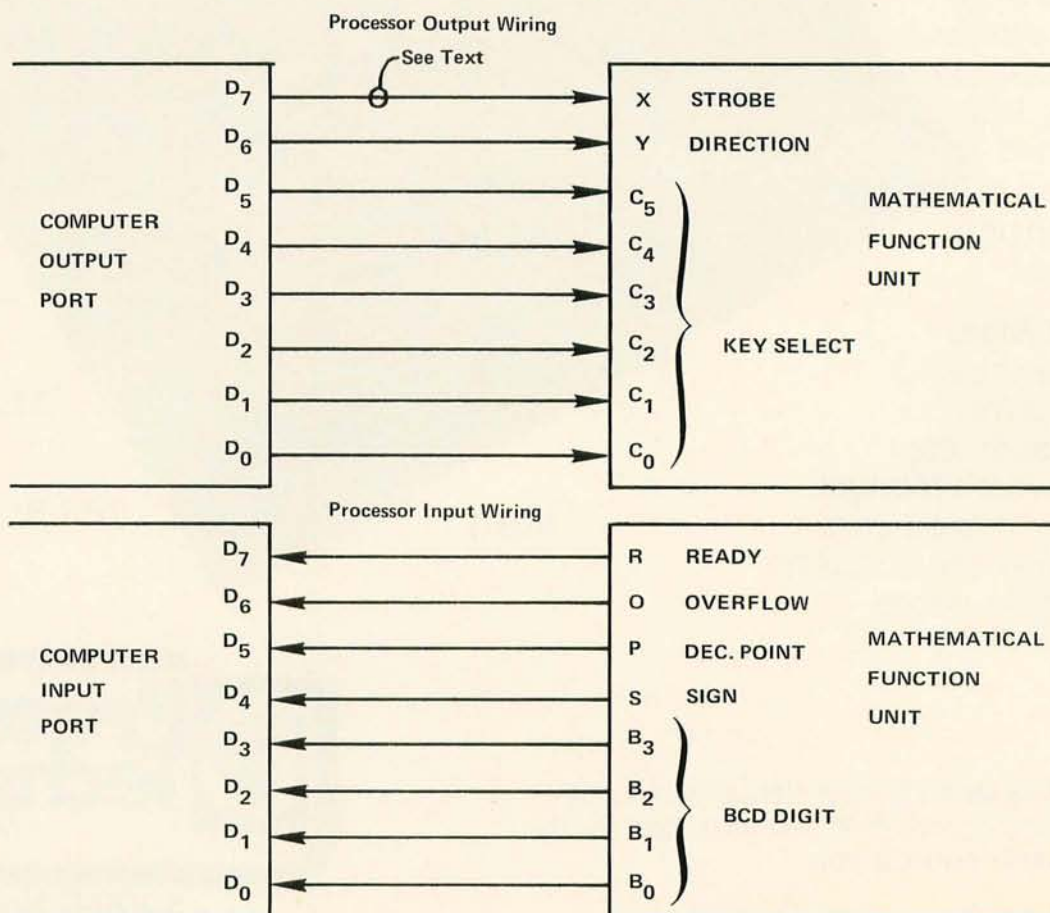 Processor Output Wiring
See Text
D7 X STROBE
D6 Y DIRECTION
D5 C5
D4 C4
D3 C3
D2 C2
D1 C1
D0 C0
COMPUTER
OUTPUT
PORT
KEY SELECT
MATHEMATICAL
FUNCTION
UNIT
Processor Input Wiring
D7 R READY
D6 O OVERFLOW
D5 P DEC. POINT
D4 S SIGN
D3 B3
D2 B2
D1 B1
D0 B0
COMPUTER
INPUT
PORT
BCD DIGIT
MATHEMATICAL
FUNCTION
UNIT